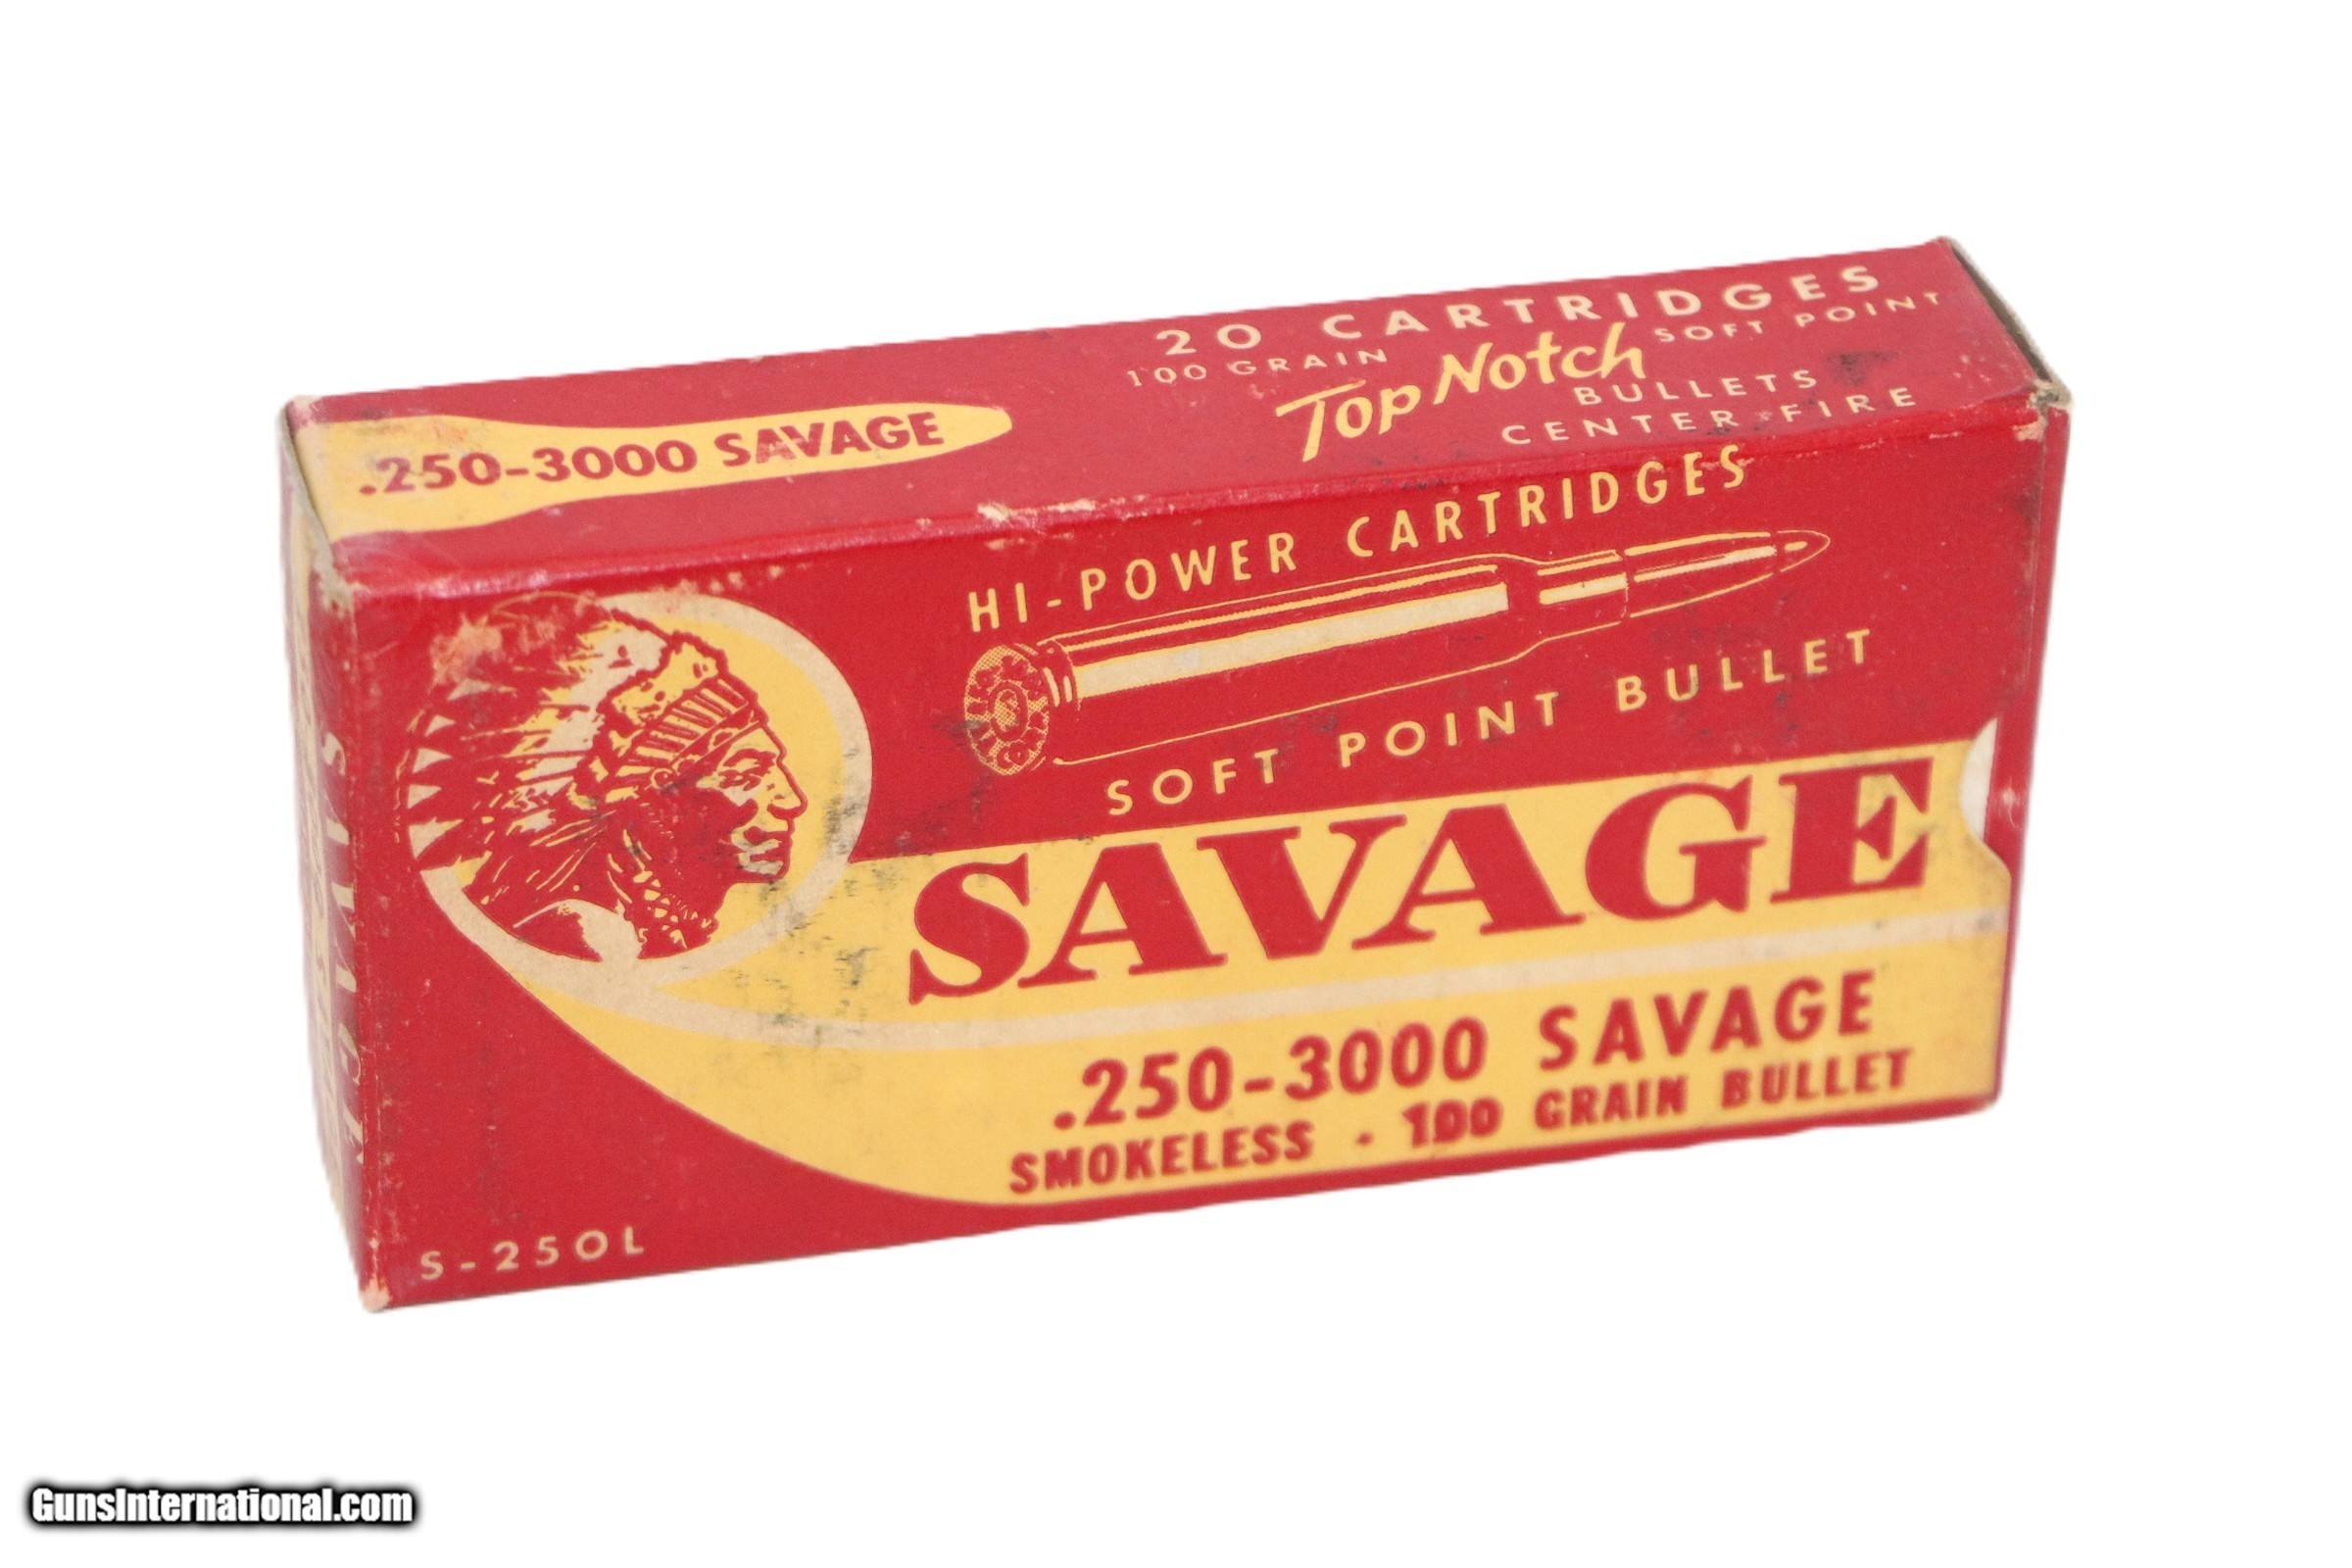 20 CARTRIDGES
100 GRAIN Top Notch SOFT POINT
BULLETS
CENTER FIRE
.250-3000 SAVAGE
HI-POWER CARTRIDGES
SOFT POINT BULLET
SAVAGE
.250-3000 SAVAGE
SMOKELESS - 100 GRAIN BULLET
S-250L
GunsInternational.com